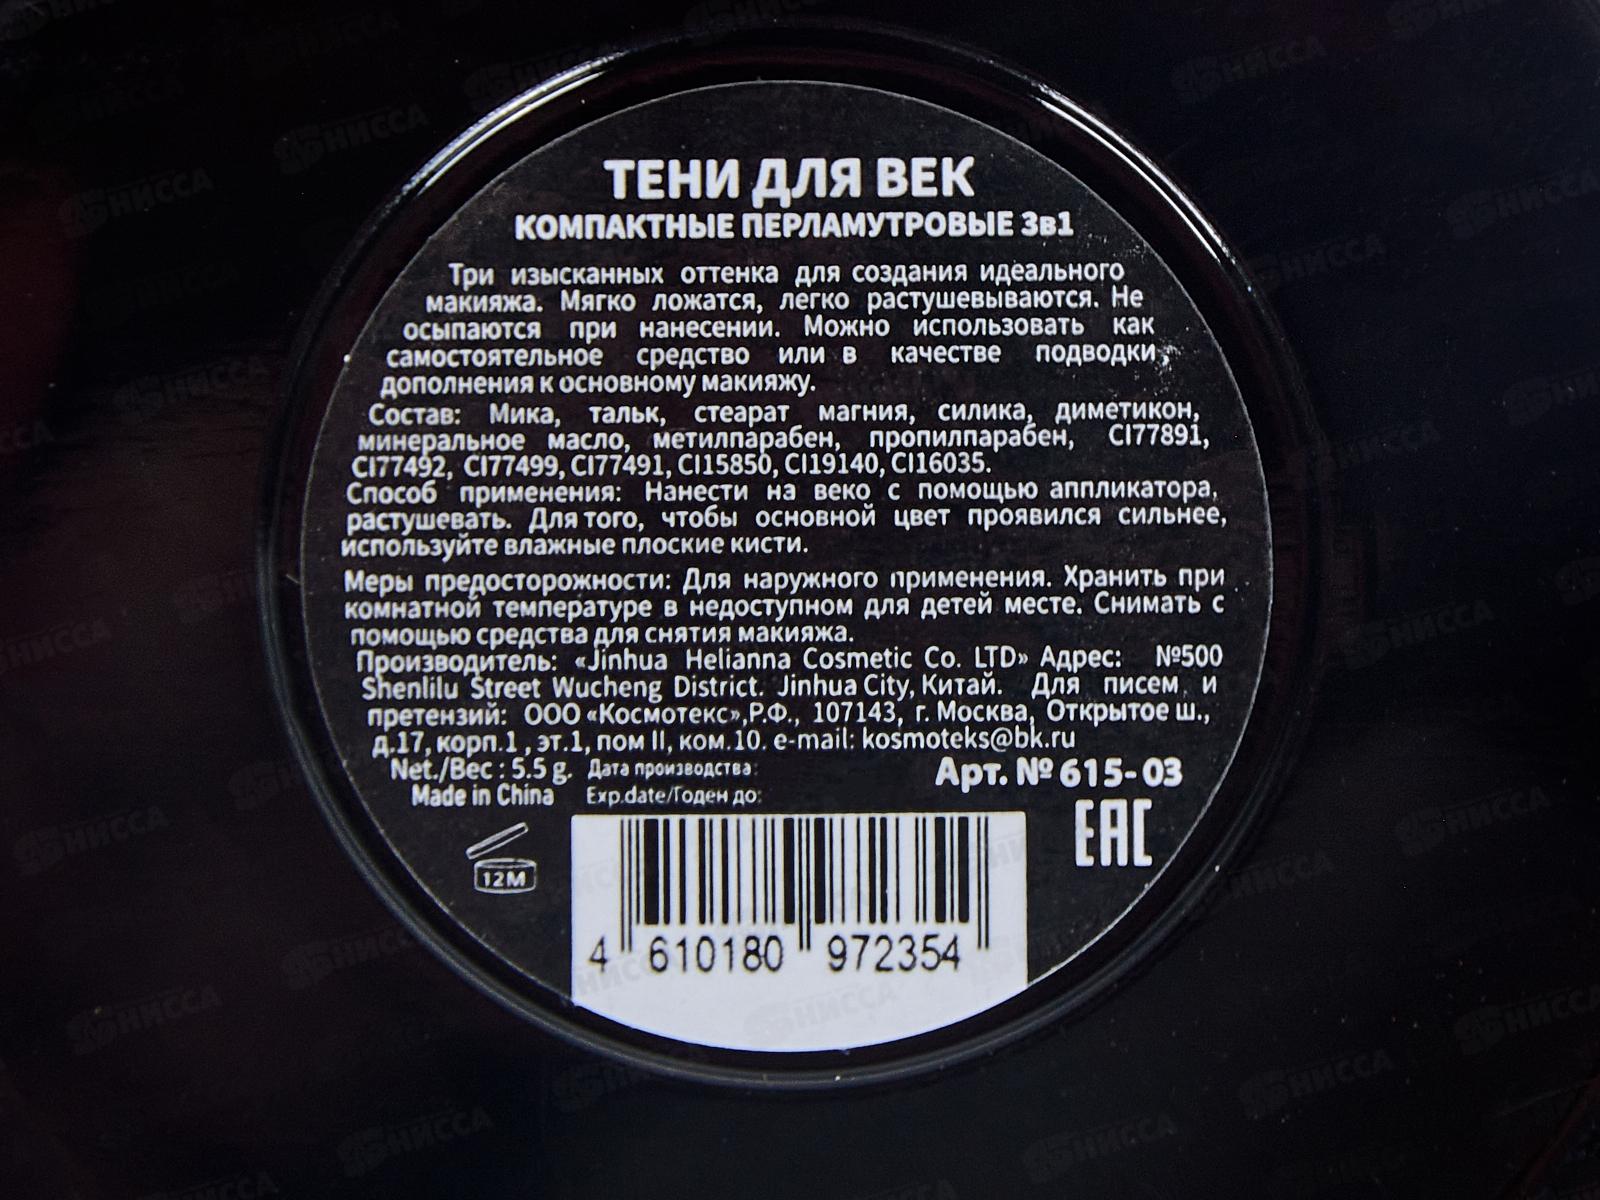 ТЕНИ ДЛЯ ВЕК
КОМПАКТНЫЕ ПЕРЛАМУТРОВЫЕ 3в1
Три изысканных оттенка для создания идеального
макияжа. Мягко ложатся, легко растушевываются. Не
осыпаются при нанесении. Можно использовать как
самостоятельное средство или в качестве подводки,
дополнения к основному макияжу.
Состав: Мика, тальк, стеарат магния, силика, диметикон,
минеральное масло, метилпарабен, пропилпарабен, CI77891,
CI77492, CI77499, CI77491, CI15850, CI19140, CI16035.
Способ применения: Нанести на веко с помощью аппликатора,
растушевать. Для того, чтобы основной цвет проявился сильнее,
используйте влажные плоские кисти.
Меры предосторожности: Для наружного применения. Хранить при
комнатной температуре в недоступном для детей месте. Снимать с
помощью средства для снятия макияжа.
Производитель: «Jinhua Helianna Cosmetic Co. LTD» Адрес: №500
Shenlilu Street Wucheng District. Jinhua City, Китай. Для писем и
претензий: ООО «Космотекс»,Р.Ф., 107143, г. Москва, Открытое ш.,
д.17, корп.1 , эт.1, пом II, ком.10. e-mail: kosmoteks@bk.ru
Net./Вес : 5.5 g. Дата производства: Арт. № 615-03
Made in China Exp.date/Годен до:
EAC
12M
4 610180 972354
НИССА